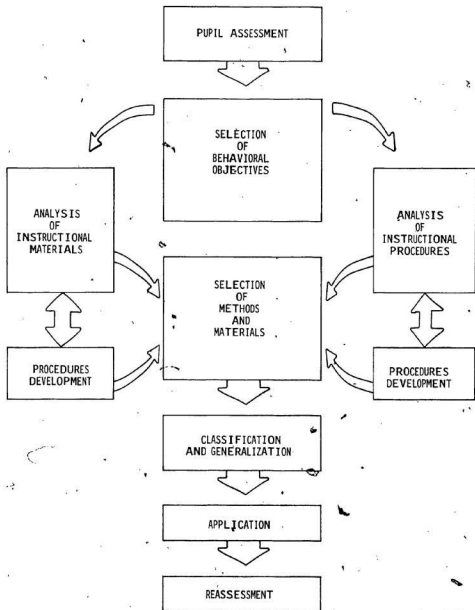 PUPIL ASSESSMENT
SELECTION
OF
BEHAVIORAL
OBJECTIVES
ANALYSIS
OF
INSTRUCTIONAL
MATERIALS
ANALYSIS
OF
INSTRUCTIONAL
PROCEDURES
SELECTION
OF
METHODS
AND
MATERIALS
PROCEDURES
DEVELOPMENT
PROCEDURES
DEVELOPMENT
CLASSIFICATION
AND GENERALIZATION
APPLICATION
REASSESSMENT